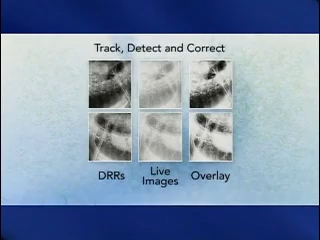 Track, Detect and Correct
DRRs
Live
Images
Overlay